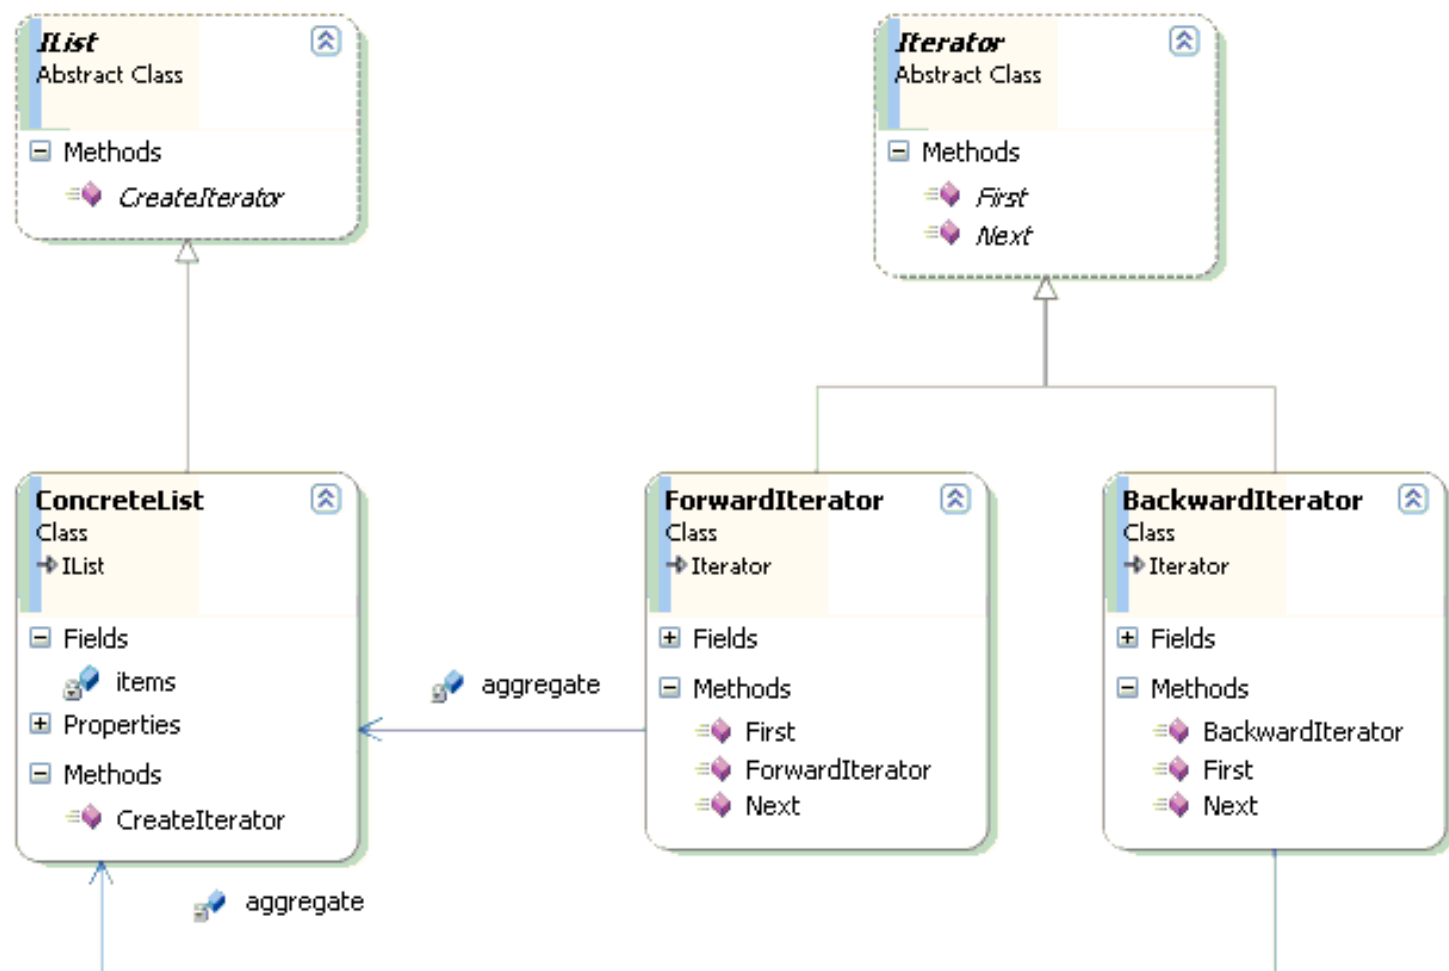 IList
Abstract Class
Methods
CreateIterator
Iterator
Abstract Class
Methods
First
Next
ConcreteList
Class
IList
Fields
items
Properties
Methods
CreateIterator
aggregate
ForwardIterator
Class
Iterator
Fields
Methods
First
ForwardIterator
Next
BackwardIterator
Class
Iterator
Fields
Methods
BackwardIterator
First
Next
aggregate